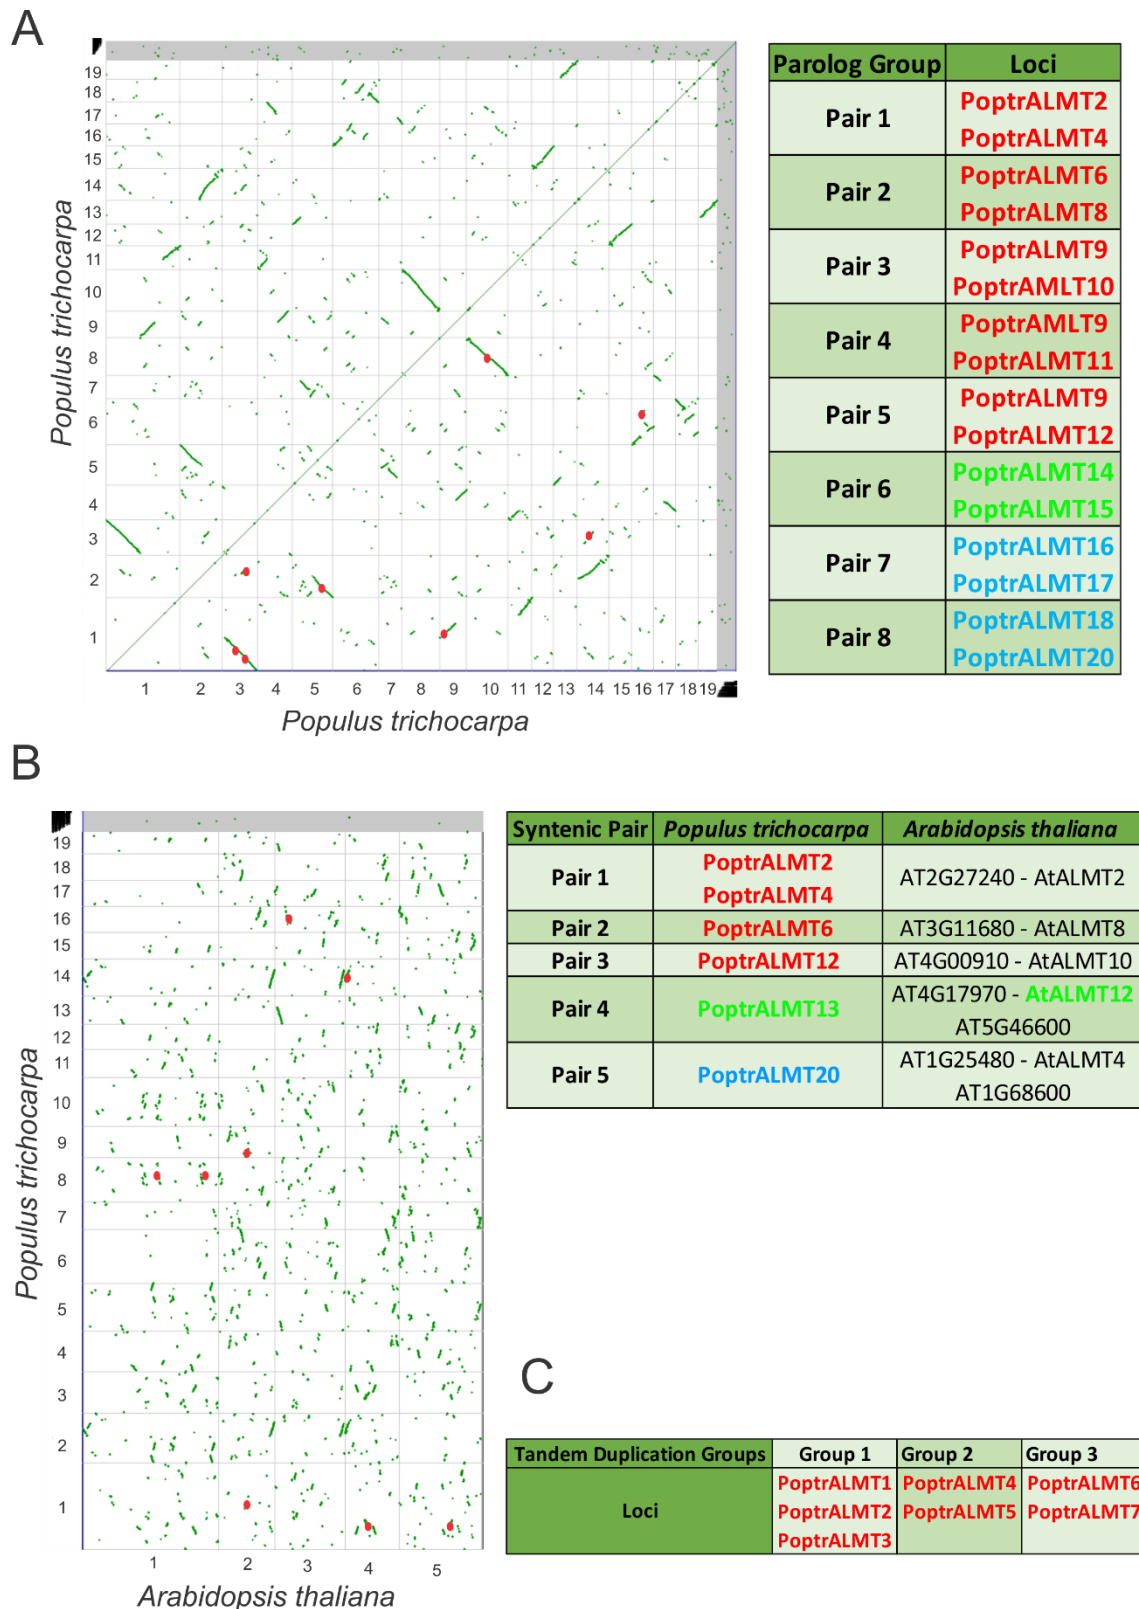 A
Populus trichocarpa
19
18
17
16
15
14
13
12
11
10
9
8
7
6
5
4
3
2
1
1 2 3 4 5 6 7 8 9 10 11 12 13 14 15 16 17 18 19
Populus trichocarpa
Parolog Group Loci
Pair 1 PoptrALMT2
PoptrALMT4
Pair 2 PoptrALMT6
PoptrALMT8
Pair 3 PoptrALMT9
PoptrAMLT10
Pair 4 PoptrAMLT9
PoptrALMT11
Pair 5 PoptrALMT9
PoptrALMT12
Pair 6 PoptrALMT14
PoptrALMT15
Pair 7 PoptrALMT16
PoptrALMT17
Pair 8 PoptrALMT18
PoptrALMT20
B
Populus trichocarpa
19
18
17
16
15
14
13
12
11
10
9
8
7
6
5
4
3
2
1
1 2 3 4 5
Arabidopsis thaliana
Syntenic Pair Populus trichocarpa Arabidopsis thaliana
Pair 1 PoptrALMT2 AT2G27240 - AtALMT2
PoptrALMT4
Pair 2 PoptrALMT6 AT3G11680 - AtALMT8
Pair 3 PoptrALMT12 AT4G00910 - AtALMT10
Pair 4 PoptrALMT13 AT4G17970 - AtALMT12
AT5G46600
Pair 5 PoptrALMT20 AT1G25480 - AtALMT4
AT1G68600
C
Tandem Duplication Groups Group 1 Group 2 Group 3
Loci PoptrALMT1 PoptrALMT4 PoptrALMT6
PoptrALMT2 PoptrALMT5 PoptrALMT7
PoptrALMT3